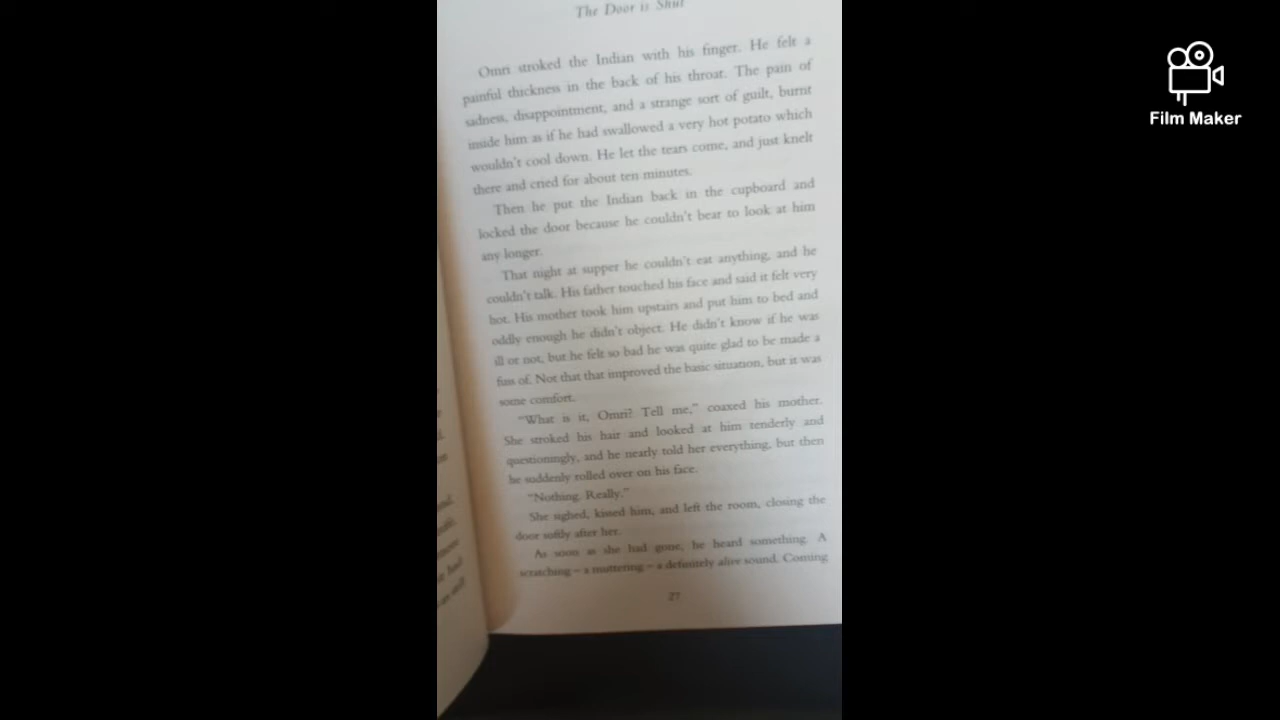 The Door is Shut
Omri stroked the Indian with his finger. He felt a
painful thickness in the back of his throat. The pain of
sadness, disappointment, and a strange sort of guilt, burnt
inside him as if he had swallowed a very hot potato which
wouldn't cool down. He let the tears come, and just knelt
there and cried for about ten minutes.
Then he put the Indian back in the cupboard and
locked the door because he couldn't bear to look at him
any longer.
That night at supper he couldn't eat anything, and he
couldn't talk. His father touched his face and said it felt very
hot. His mother took him upstairs and put him to bed and
oddly enough he didn't object. He didn't know if he was
ill or not, but he felt so bad he was quite glad to be made a
fuss of. Not that that improved the basic situation, but it was
some comfort.
"What is it, Omri? Tell me," coaxed his mother.
She stroked his hair and looked at him tenderly and
questioningly, and he nearly told her everything, but then
he suddenly rolled over on his face.
"Nothing. Really."
She sighed, kissed him, and left the room, closing the
door softly after her.
As soon as she had gone, he heard something. A
scratching – a muttering – a definitely alive sound. Coming
27
Film Maker